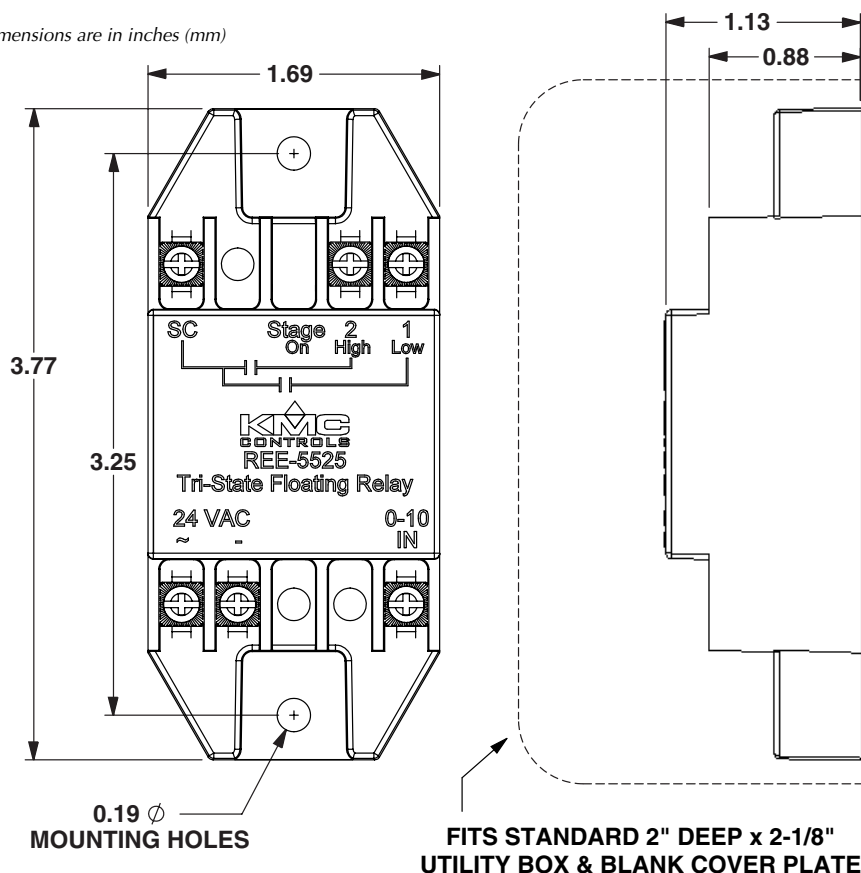 mensions are in inches (mm)
1.13
0.88
1.69
3.77
3.25
SC Stage 2 1
On High Low
KMC
CONTROLS
REE-5525
Tri-State Floating Relay
24 VAC 0-10
~ - IN
0.19 ∅
MOUNTING HOLES
FITS STANDARD 2" DEEP x 2-1/8"
UTILITY BOX & BLANK COVER PLATE